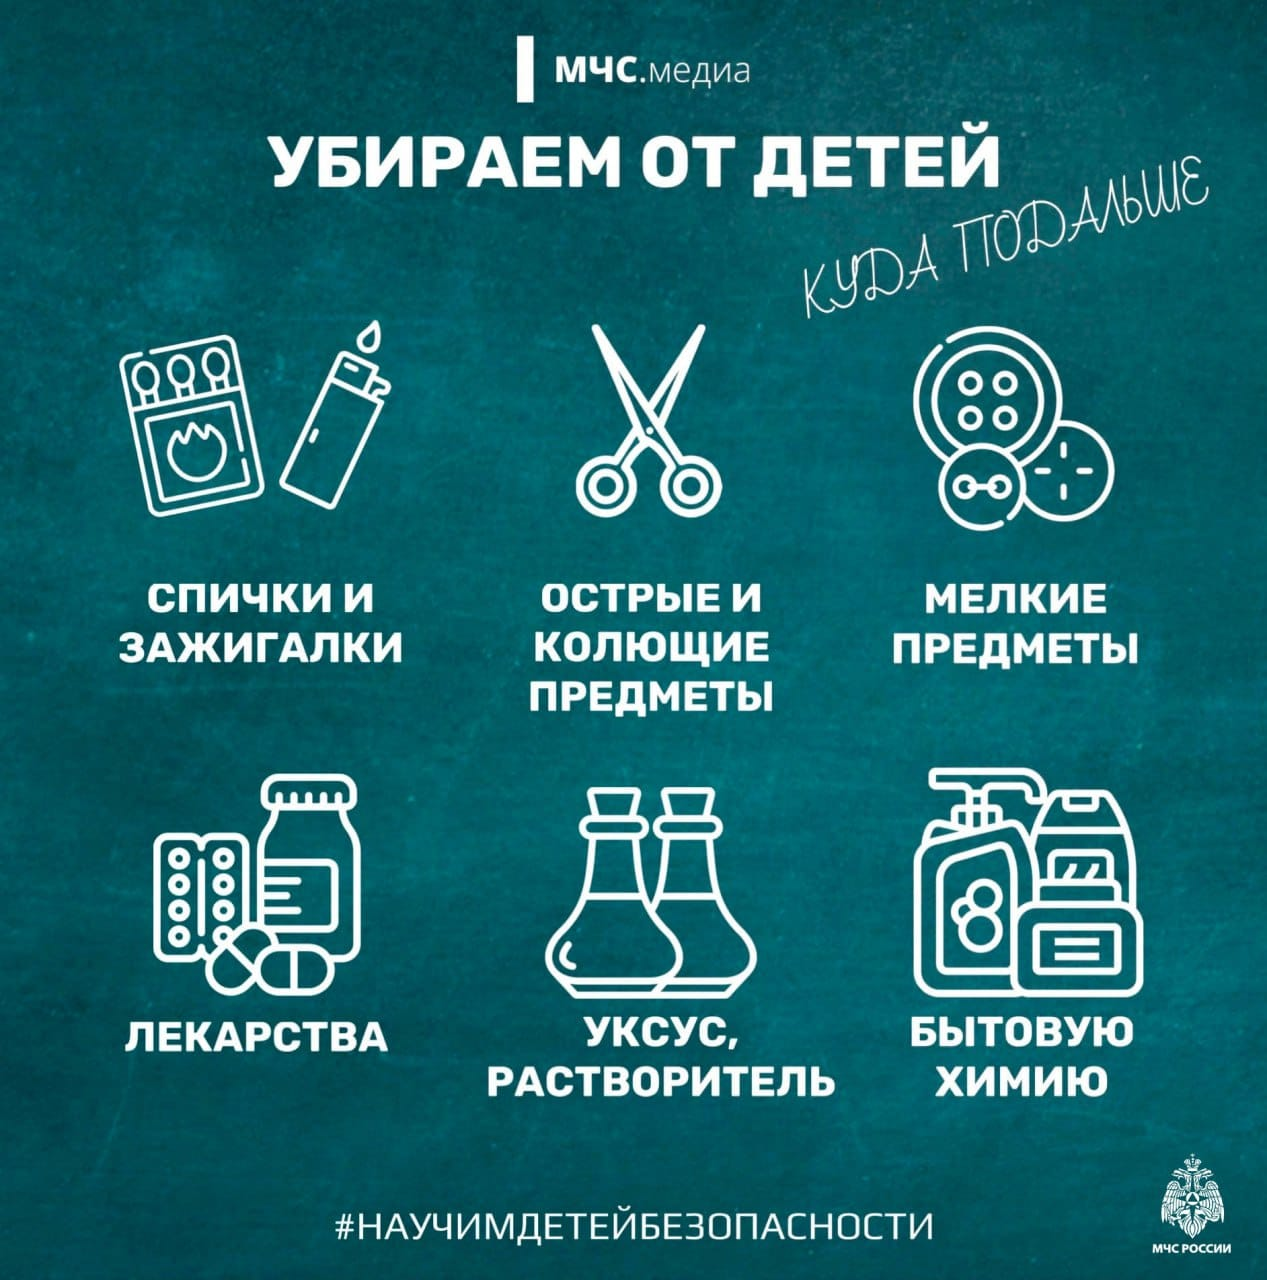 МЧС.медиа
УБИРАЕМ ОТ ДЕТЕЙ
КУДА ПОДАЛЬШЕ
СПИЧКИ И
ЗАЖИГАЛКИ
ОСТРЫЕ И
КОЛЮЩИЕ
ПРЕДМЕТЫ
МЕЛКИЕ
ПРЕДМЕТЫ
ЛЕКАРСТВА
УКСУС,
РАСТВОРИТЕЛЬ
БЫТОВУЮ
ХИМИЮ
#НАУЧИМДЕТЕЙБЕЗОПАСНОСТИ
МЧС РОССИИ